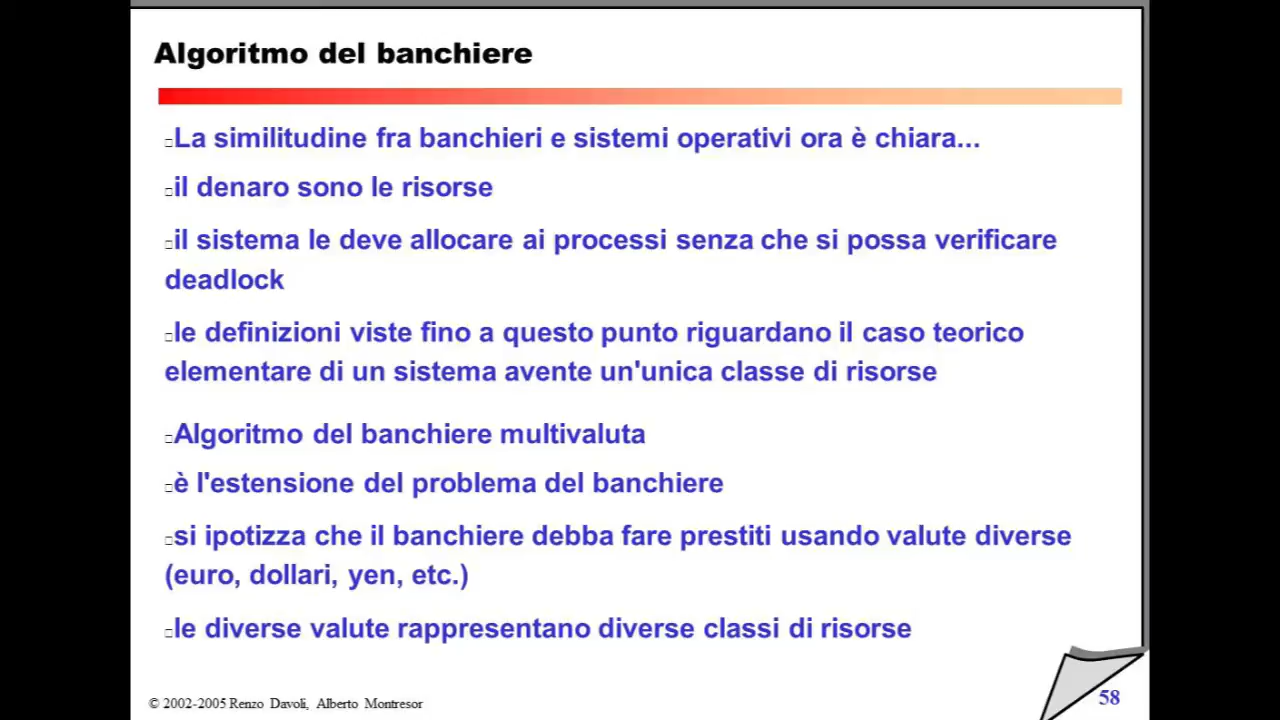 Algoritmo del banchiere
□La similitudine fra banchieri e sistemi operativi ora è chiara...
□il denaro sono le risorse
□il sistema le deve allocare ai processi senza che si possa verificare
deadlock
□le definizioni viste fino a questo punto riguardano il caso teorico
elementare di un sistema avente un'unica classe di risorse
□Algoritmo del banchiere multivaluta
□è l'estensione del problema del banchiere
□si ipotizza che il banchiere debba fare prestiti usando valute diverse
(euro, dollari, yen, etc.)
□le diverse valute rappresentano diverse classi di risorse
© 2002-2005 Renzo Davoli, Alberto Montresor
58